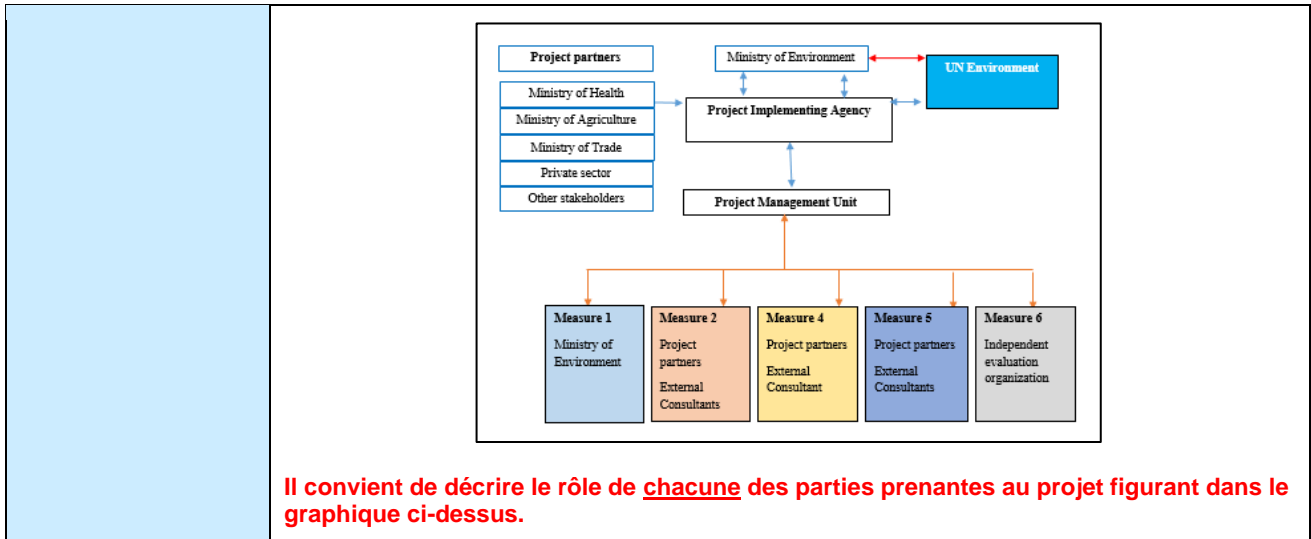 Project partners
Ministry of Health
Ministry of Agriculture
Ministry of Trade
Private sector
Other stakeholders
Ministry of Environment
UN Environment
Project Implementing Agency
Project Management Unit
Measure 1
Ministry of
Environment
Measure 2
Project
partners
External
Consultants
Measure 4
Project partners
External
Consultant
Measure 5
Project partners
External
Consultants
Measure 6
Independent
evaluation
organization
Il convient de décrire le rôle de chacune des parties prenantes au projet figurant dans le
graphique ci-dessus.